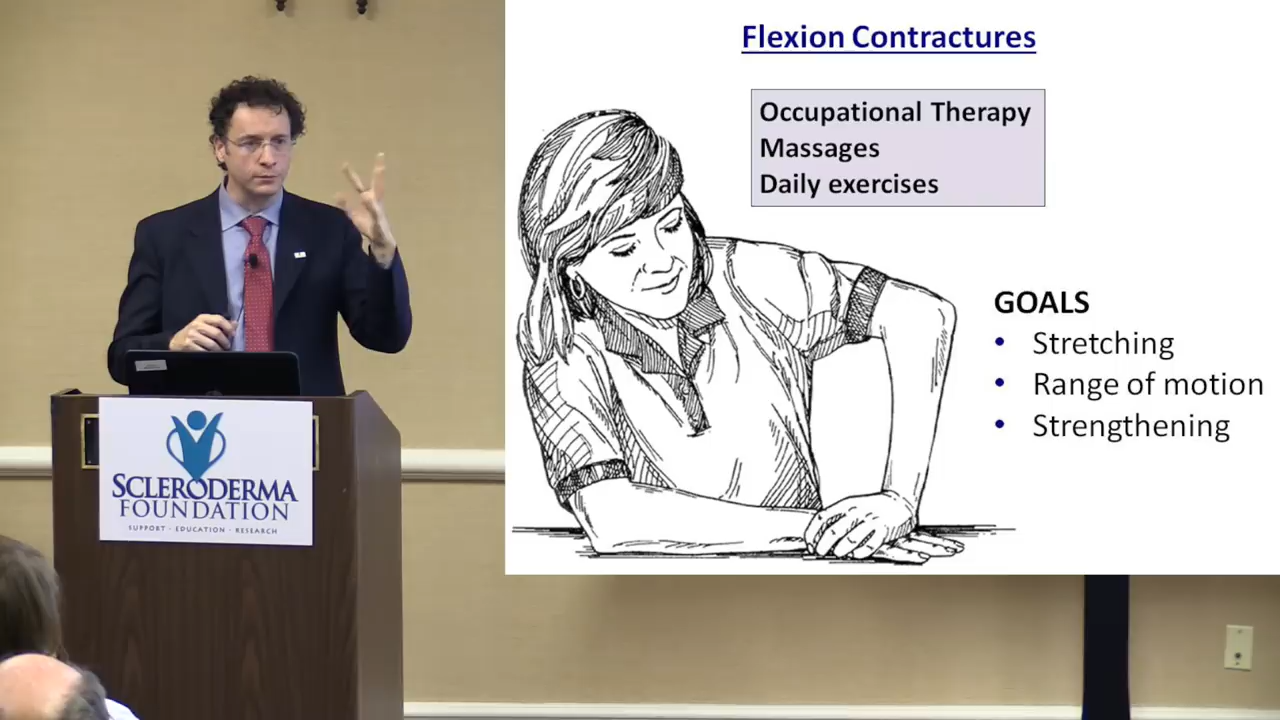 Flexion Contractures
Occupational Therapy
Massages
Daily exercises
GOALS
• Stretching
• Range of motion
• Strengthening
SCLERODERMA
FOUNDATION
SUPPORT · EDUCATION · RESEARCH